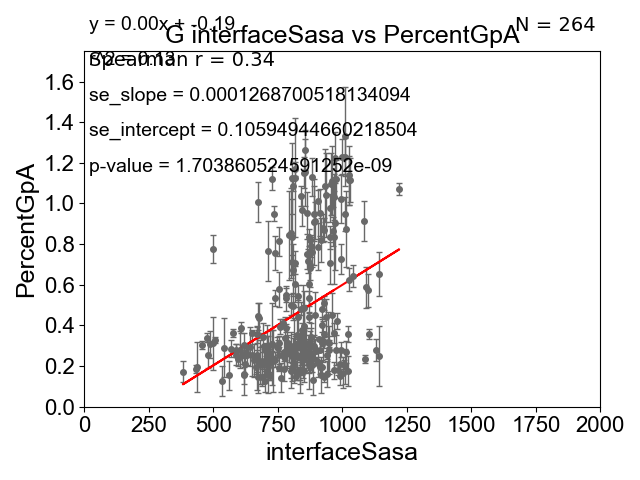 y = 0.00x + -0.19
N = 264
G interfaceSasa vs PercentGpA
Spearman r = 0.34
se_slope = 0.0001268700518134094
se_intercept = 0.10594944660218504
p-value = 1.703860524591252e-09
PercentGpA
1.6
1.4
1.2
1.0
0.8
0.6
0.4
0.2
0.0
0 250 500 750 1000 1250 1500 1750 2000
interfaceSasa